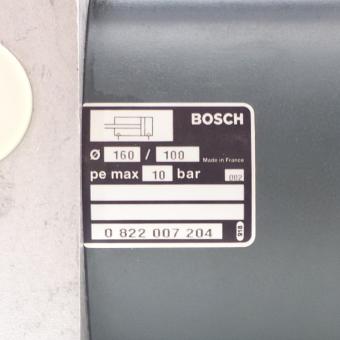 BOSCH
Ø 160 / 100 Made in France
pe max 10 bar 002
0 822 007 204 918